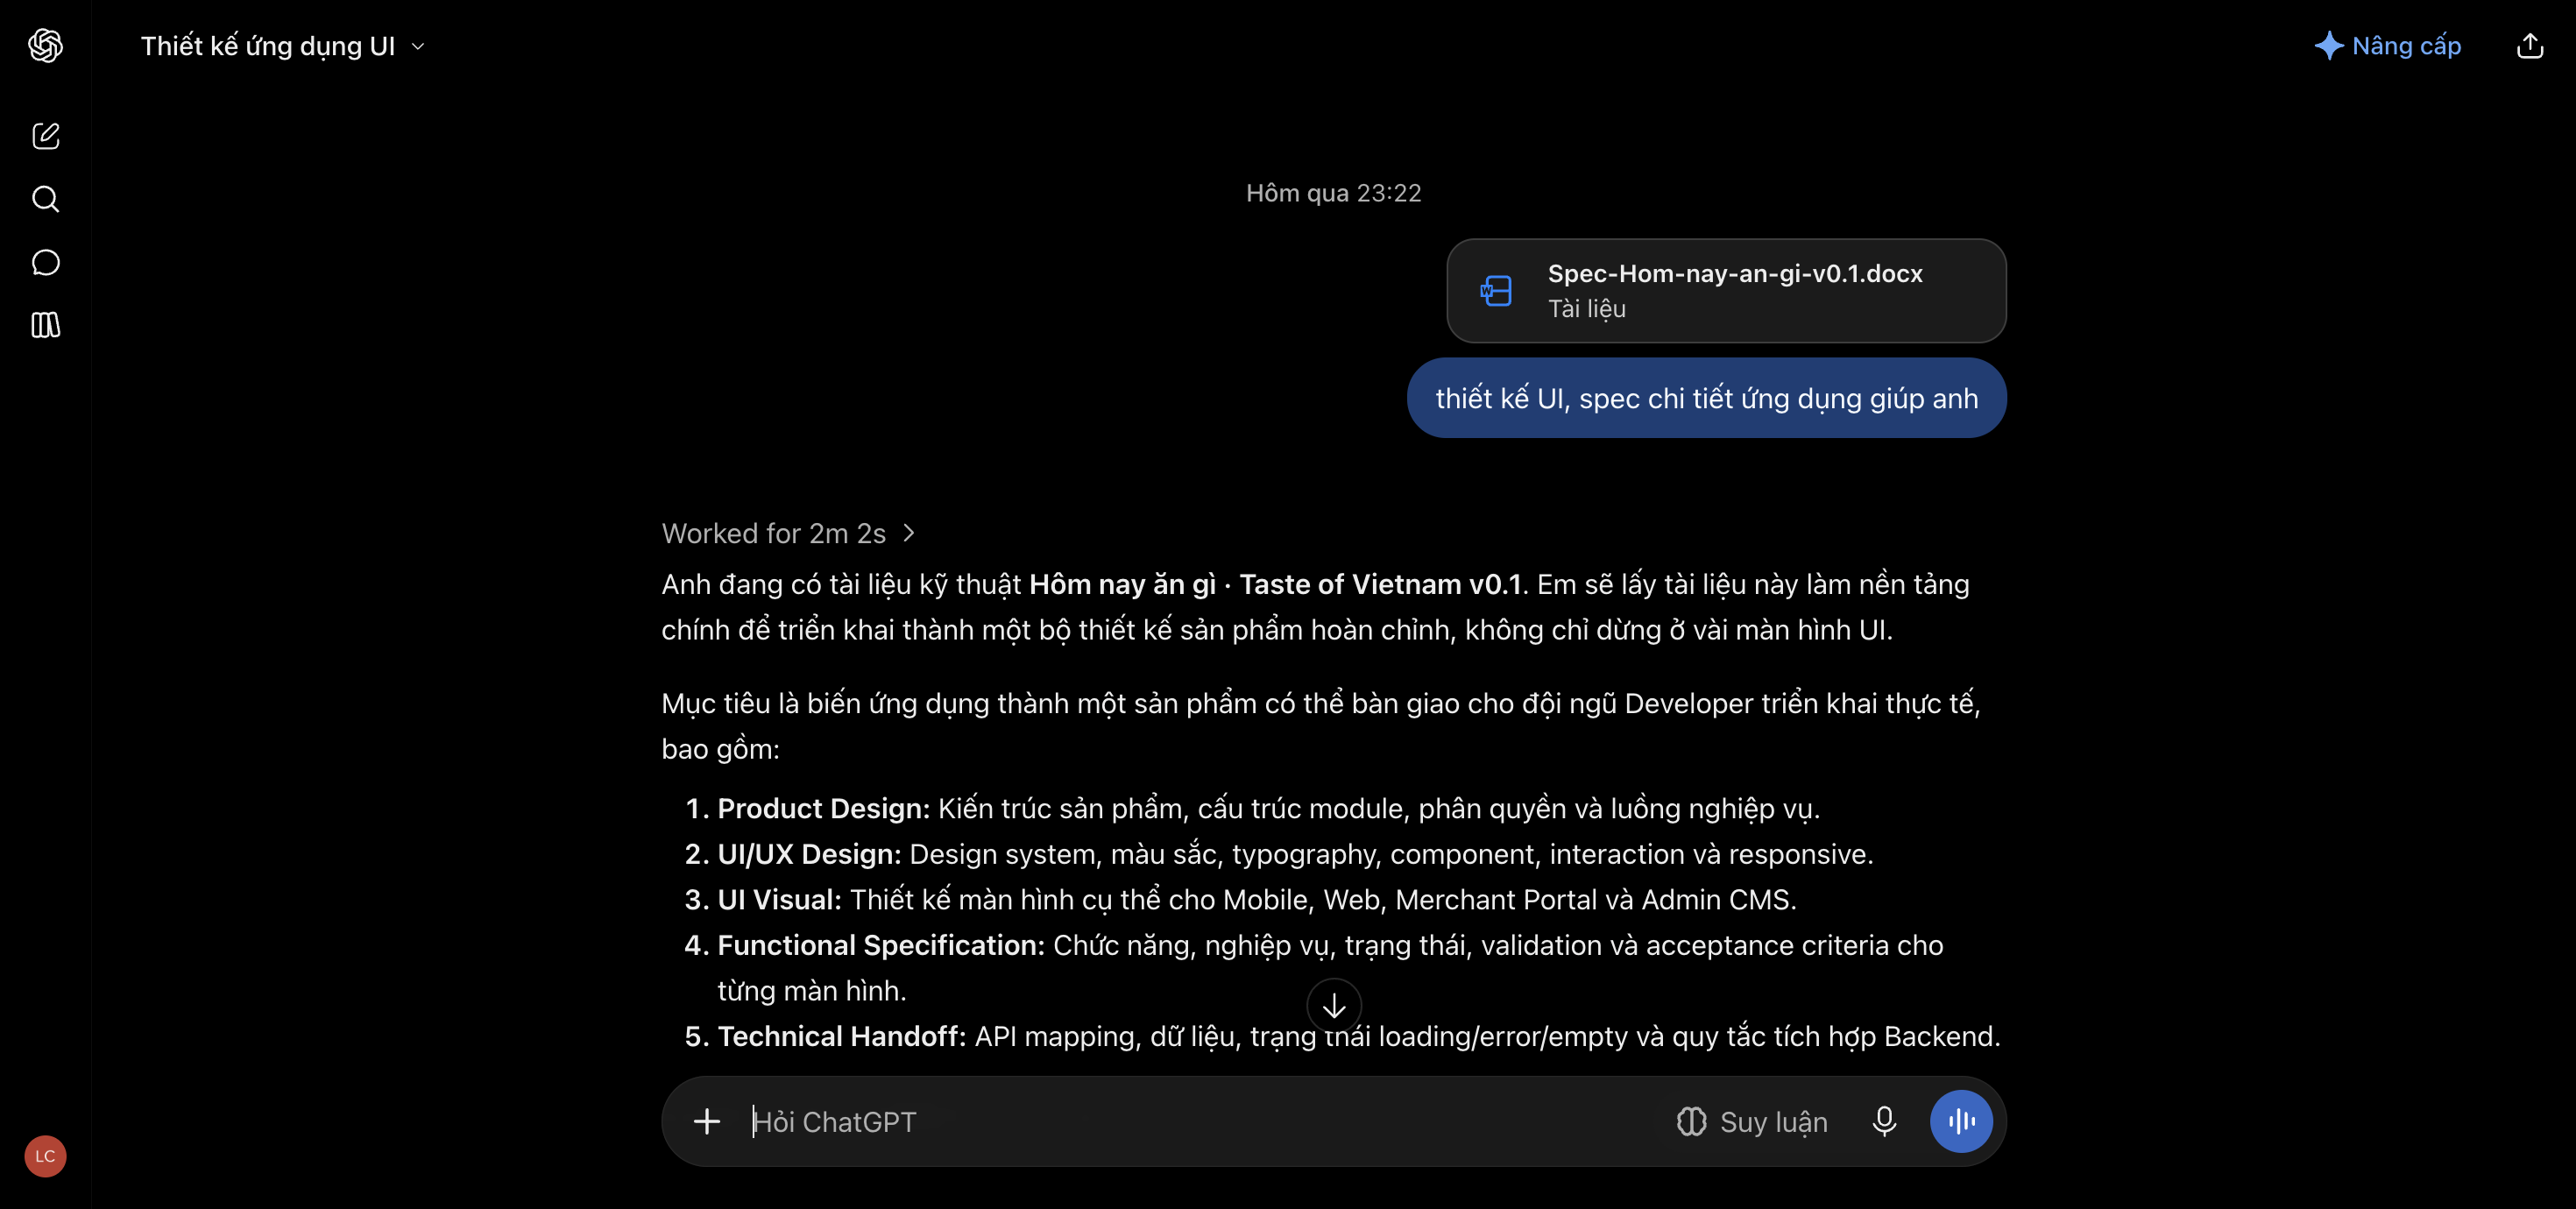 Thiết kế ứng dụng UI
Nâng cấp
Hôm qua 23:22
Spec-Hom-nay-an-gi-v0.1.docx
Tài liệu
thiết kế UI, spec chi tiết ứng dụng giúp anh
Worked for 2m 2s
Anh đang có tài liệu kỹ thuật Hôm nay ăn gì · Taste of Vietnam v0.1. Em sẽ lấy tài liệu này làm nền tảng
chính để triển khai thành một bộ thiết kế sản phẩm hoàn chỉnh, không chỉ dừng ở vài màn hình UI.
Mục tiêu là biến ứng dụng thành một sản phẩm có thể bàn giao cho đội ngũ Developer triển khai thực tế,
bao gồm:
1. Product Design: Kiến trúc sản phẩm, cấu trúc module, phân quyền và luồng nghiệp vụ.
2. UI/UX Design: Design system, màu sắc, typography, component, interaction và responsive.
3. UI Visual: Thiết kế màn hình cụ thể cho Mobile, Web, Merchant Portal và Admin CMS.
4. Functional Specification: Chức năng, nghiệp vụ, trạng thái, validation và acceptance criteria cho
từng màn hình.
5. Technical Handoff: API mapping, dữ liệu, trạng thái loading/error/empty và quy tắc tích hợp Backend.
Hỏi ChatGPT
Suy luận
LC